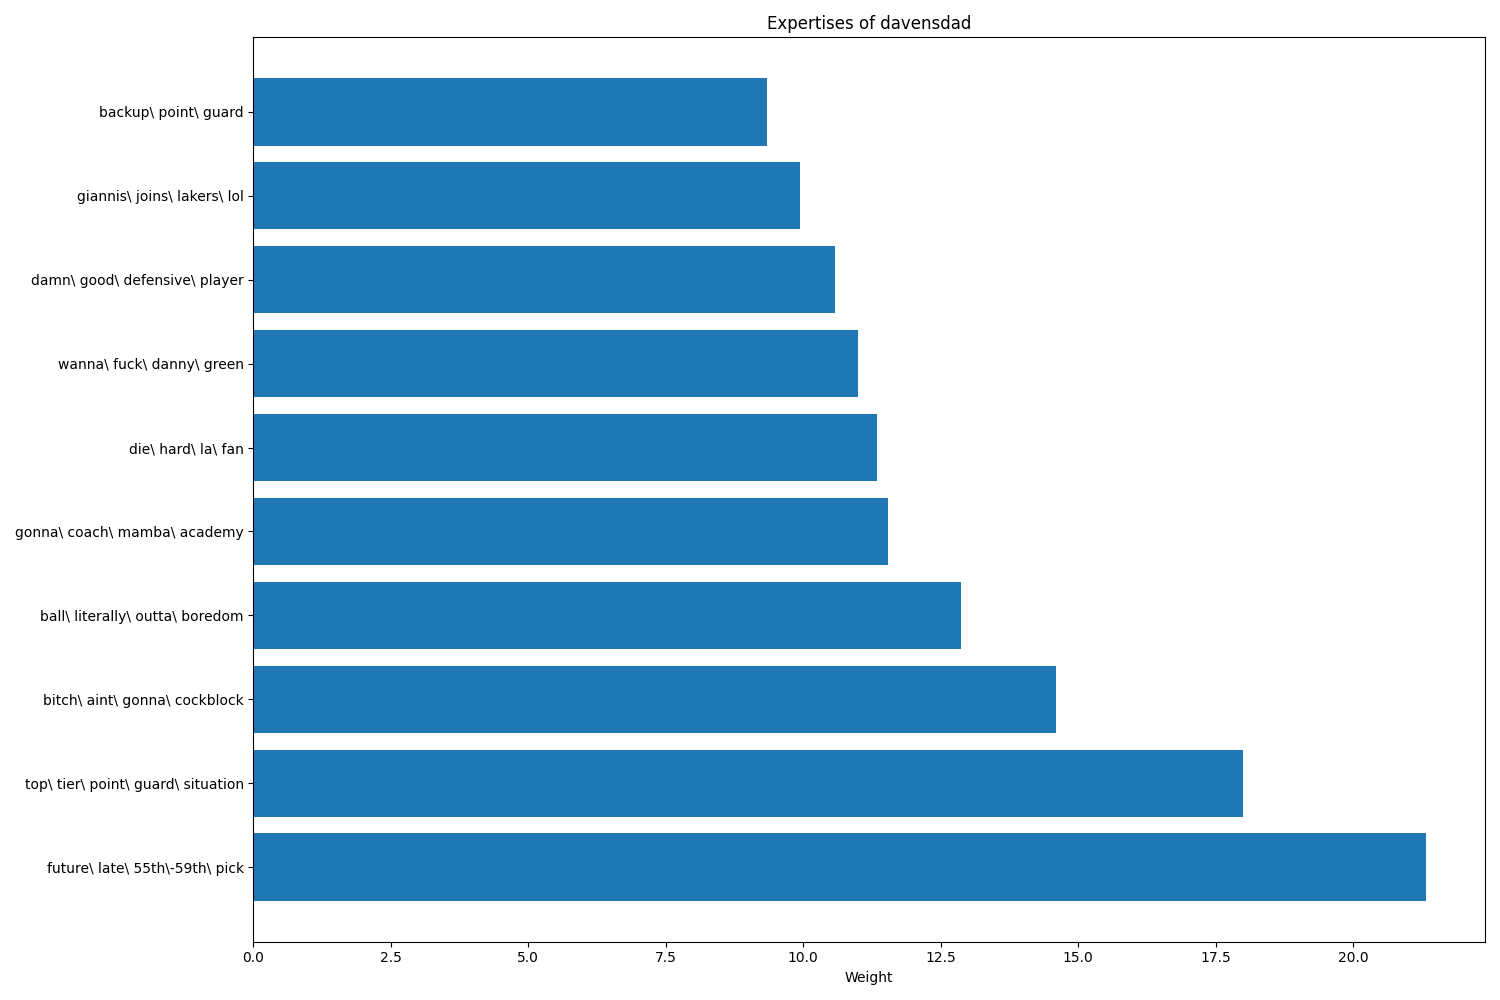 Expertises of davensdad
backup\ point\ guard
giannis\ joins\ lakers\ lol
damn\ good\ defensive\ player
wanna\ fuck\ danny\ green
die\ hard\ la\ fan
gonna\ coach\ mamba\ academy
ball\ literally\ outta\ boredom
bitch\ aint\ gonna\ cockblock
top\ tier\ point\ guard\ situation
future\ late\ 55th\-59th\ pick
0.0 2.5 5.0 7.5 10.0 12.5 15.0 17.5 20.0
Weight